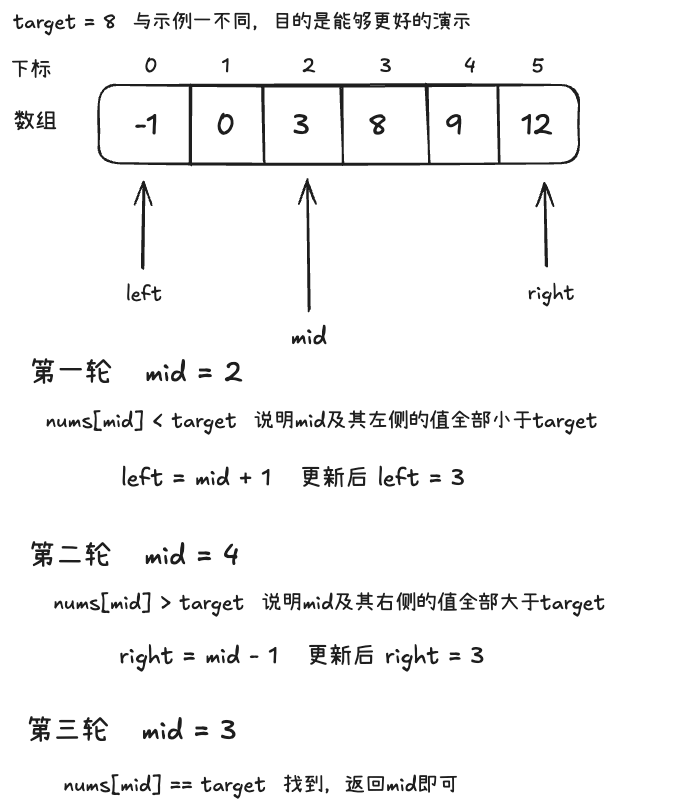 target = 8 与示例一不同，目的是能够更好的演示
下标 0 1 2 3 4 5
数组 -1 0 3 8 9 12
left right
mid
第一轮 mid = 2
nums[mid] < target 说明mid及其左侧的值全部小于target
left = mid + 1 更新后 left = 3
第二轮 mid = 4
nums[mid] > target 说明mid及其右侧的值全部大于target
right = mid - 1 更新后 right = 3
第三轮 mid = 3
nums[mid] == target 找到，返回mid即可